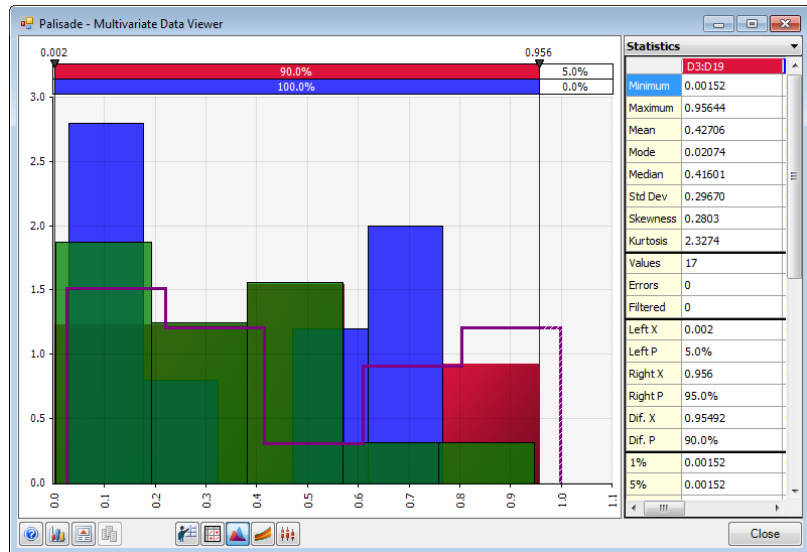 Palisade - Multivariate Data Viewer
0.002 0.956
90.0% 5.0%
100.0% 0.0%
3.0
2.5
2.0
1.5
1.0
0.5
0.0
0.0 0.1 0.2 0.3 0.4 0.5 0.6 0.7 0.8 0.9 1.0 1.1
Statistics
D3:D19
Minimum 0.00152
Maximum 0.95644
Mean 0.42706
Mode 0.02074
Median 0.41601
Std Dev 0.29670
Skewness 0.2803
Kurtosis 2.3274
Values 17
Errors 0
Filtered 0
Left X 0.002
Left P 5.0%
Right X 0.956
Right P 95.0%
Dif. X 0.95492
Dif. P 90.0%
1% 0.00152
5% 0.00152
Close